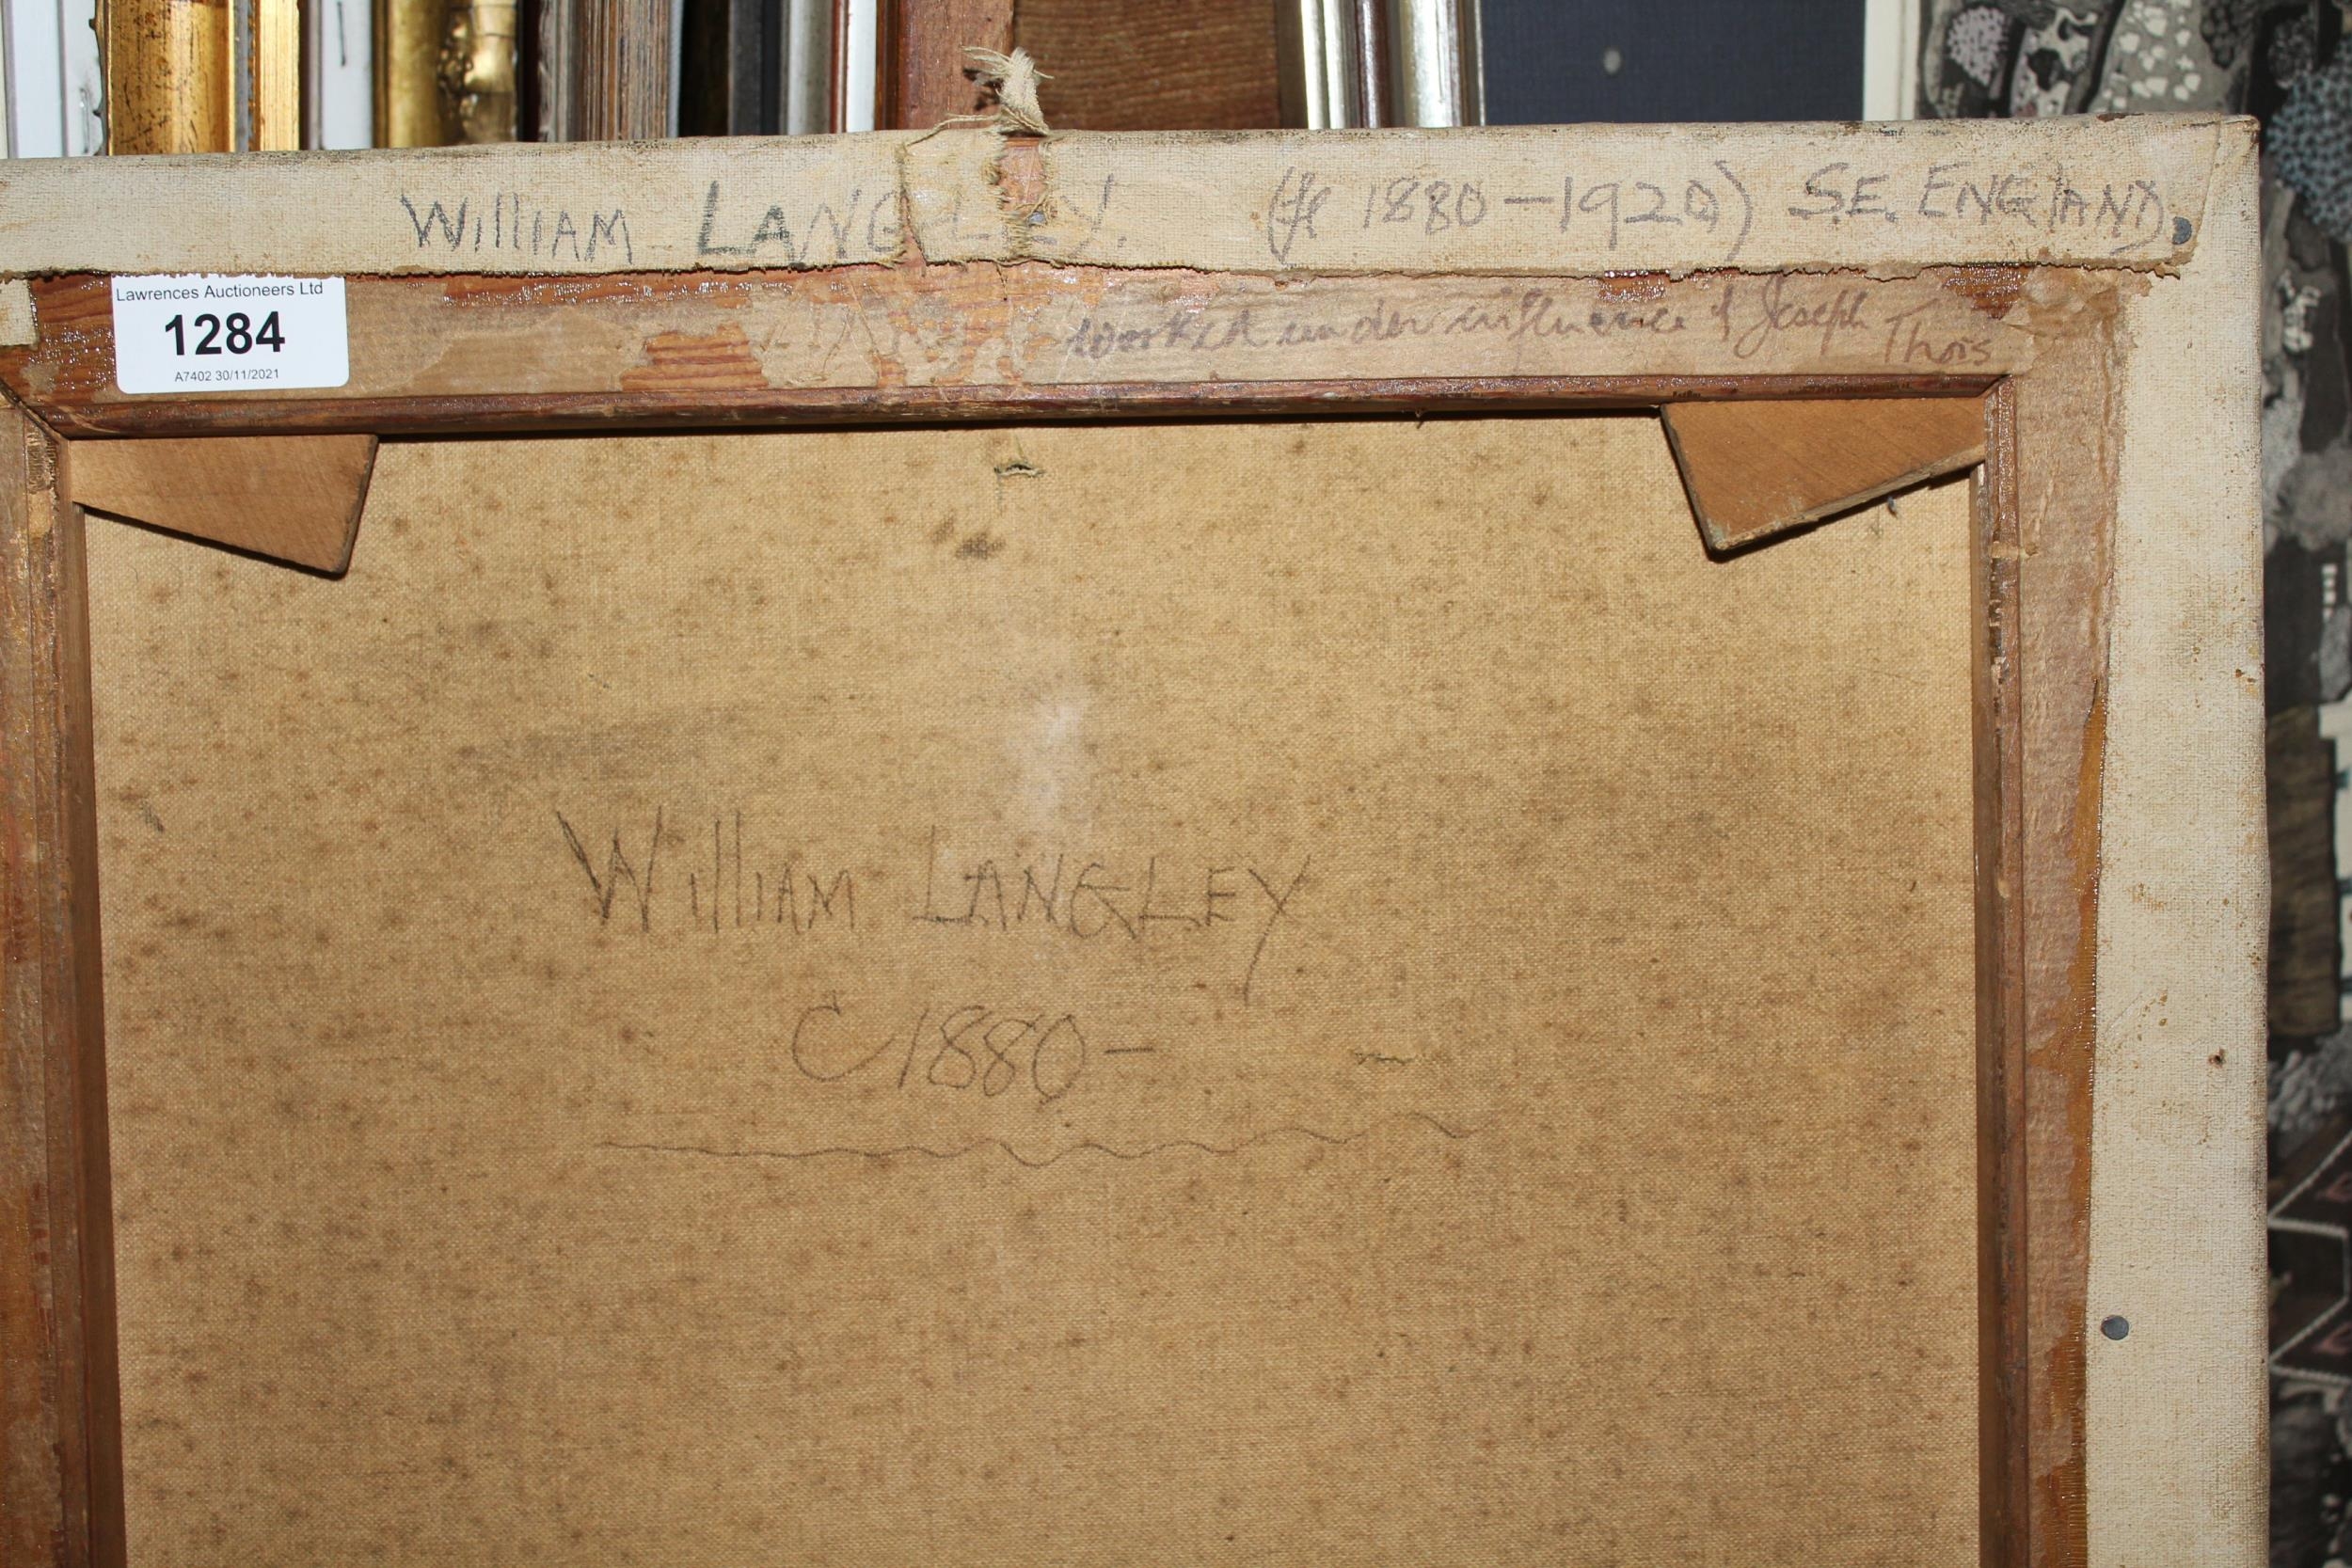 William LANGLEY. (fl 1880-1920) S.E. ENGLAND.
Lawrences Auctioneers Ltd
1284
A7402 30/11/2021
worked under influence of Joseph Thors
William LANGLEY
C1880-